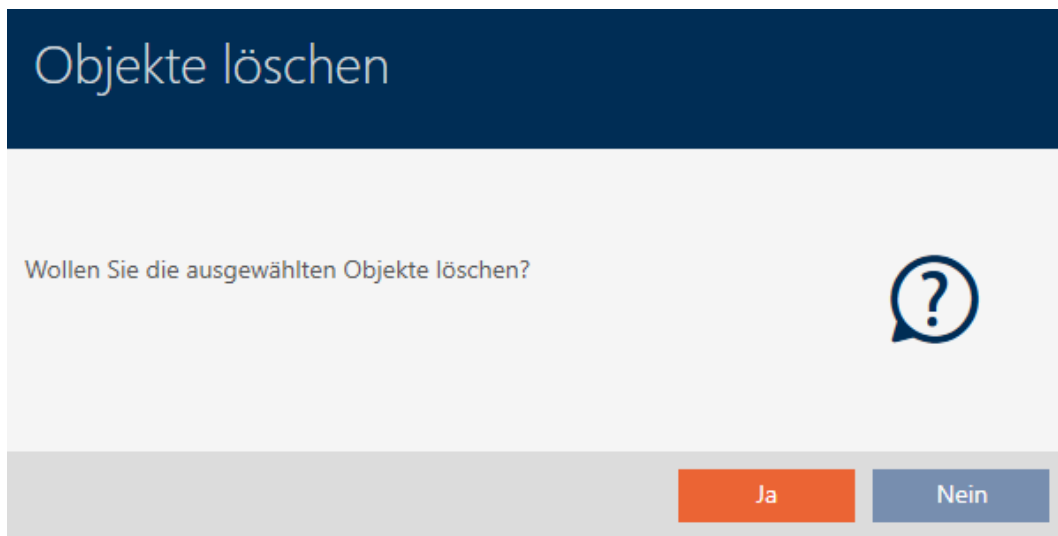 Objekte löschen
Wollen Sie die ausgewählten Objekte löschen?
?
Ja
Nein